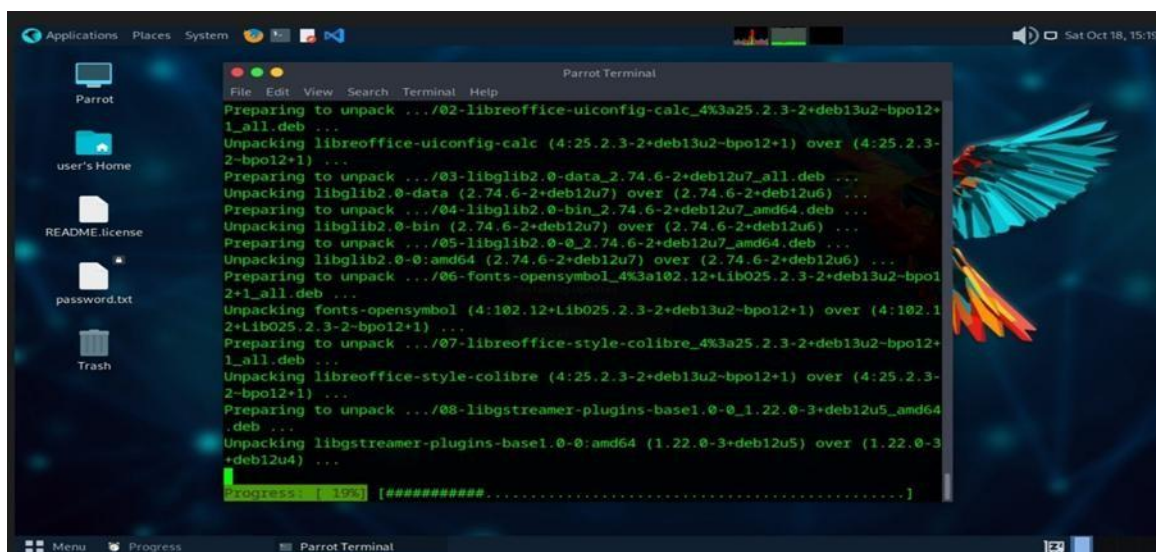 Applications Places System
Sat Oct 18, 15:19
Parrot
user's Home
README.license
password.txt
Trash
Parrot Terminal
File Edit View Search Terminal Help
Preparing to unpack .../02-libreoffice-uiconfig-calc_4%3a25.2.3-2+deb13u2~bpo12+
1_all.deb ...
Unpacking libreoffice-uiconfig-calc (4:25.2.3-2+deb13u2~bpo12+1) over (4:25.2.3-
2~bpo12+1) ...
Preparing to unpack .../03-libglib2.0-data_2.74.6-2+deb12u7_all.deb ...
Unpacking libglib2.0-data (2.74.6-2+deb12u7) over (2.74.6-2+deb12u6) ...
Preparing to unpack .../04-libglib2.0-bin_2.74.6-2+deb12u7_amd64.deb ...
Unpacking libglib2.0-bin (2.74.6-2+deb12u7) over (2.74.6-2+deb12u6) ...
Preparing to unpack .../05-libglib2.0-0_2.74.6-2+deb12u7_amd64.deb ...
Unpacking libglib2.0-0:amd64 (2.74.6-2+deb12u7) over (2.74.6-2+deb12u6) ...
Preparing to unpack .../06-fonts-opensymbol_4%3a102.12+LibO25.2.3-2+deb13u2~bpo1
2+1_all.deb ...
Unpacking fonts-opensymbol (4:102.12+LibO25.2.3-2+deb13u2~bpo12+1) over (4:102.1
2+LibO25.2.3-2~bpo12+1) ...
Preparing to unpack .../07-libreoffice-style-colibre_4%3a25.2.3-2+deb13u2~bpo12+
1_all.deb ...
Unpacking libreoffice-style-colibre (4:25.2.3-2+deb13u2~bpo12+1) over (4:25.2.3-
2~bpo12+1) ...
Preparing to unpack .../08-libgstreamer-plugins-base1.0-0_1.22.0-3+deb12u5_amd64
.deb ...
Unpacking libgstreamer-plugins-base1.0-0:amd64 (1.22.0-3+deb12u5) over (1.22.0-3
+deb12u4) ...
Progress: [ 19%] [###########..............................................]
Menu Progress Parrot Terminal